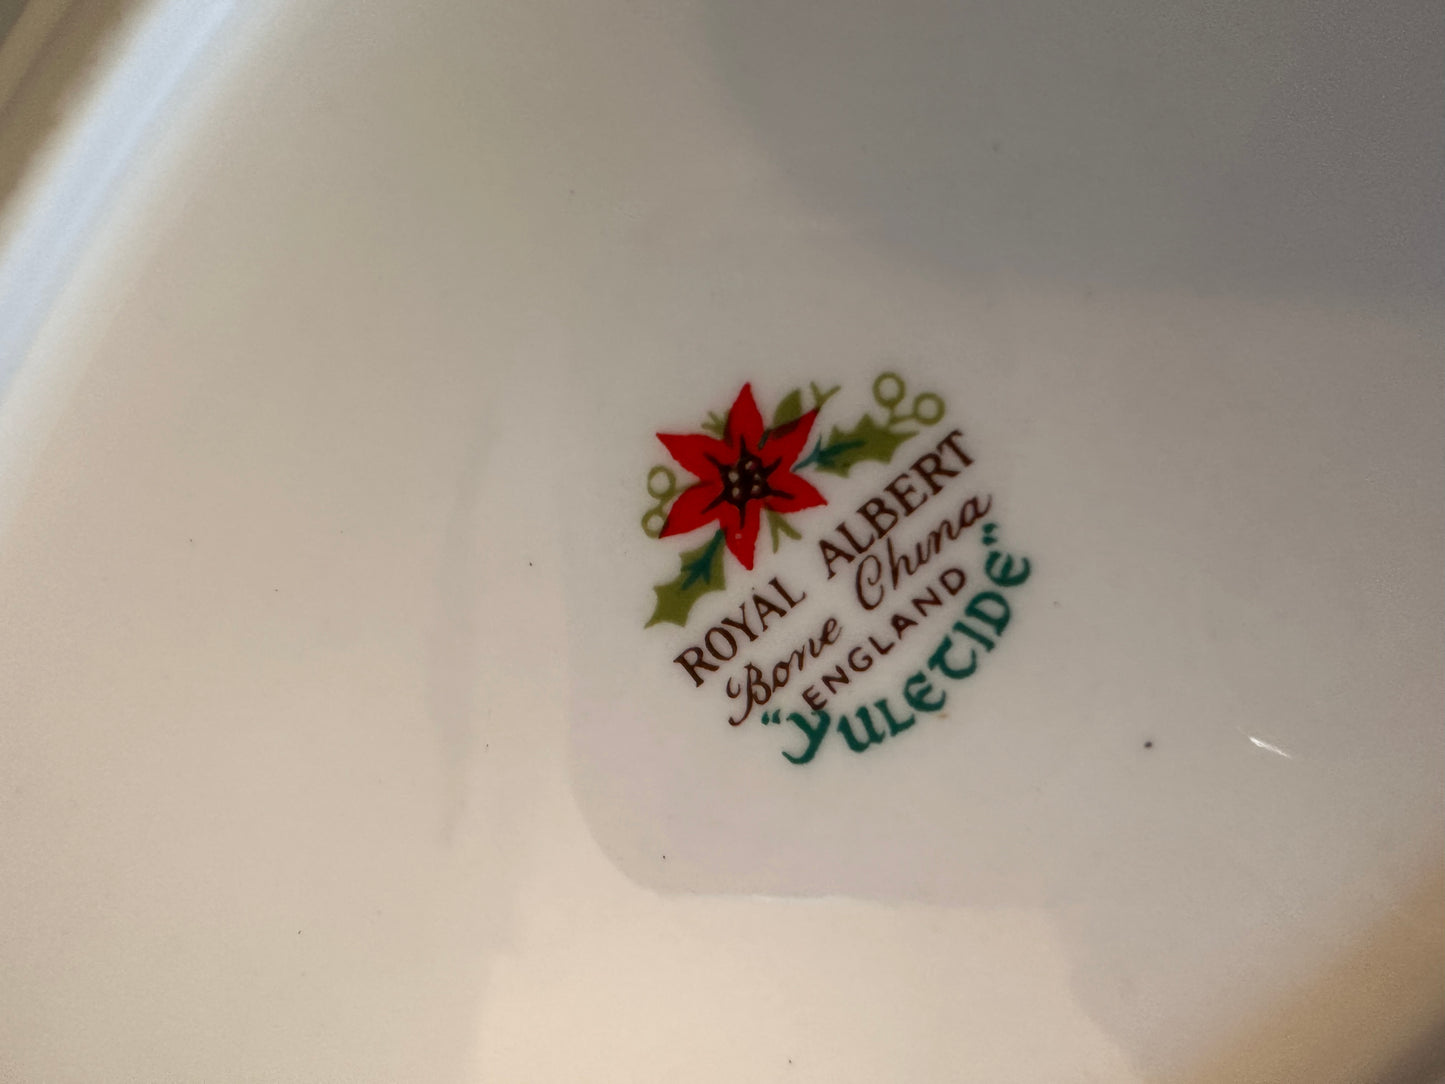 ROYAL ALBERT
Bone China
ENGLAND
"YULETIDE"